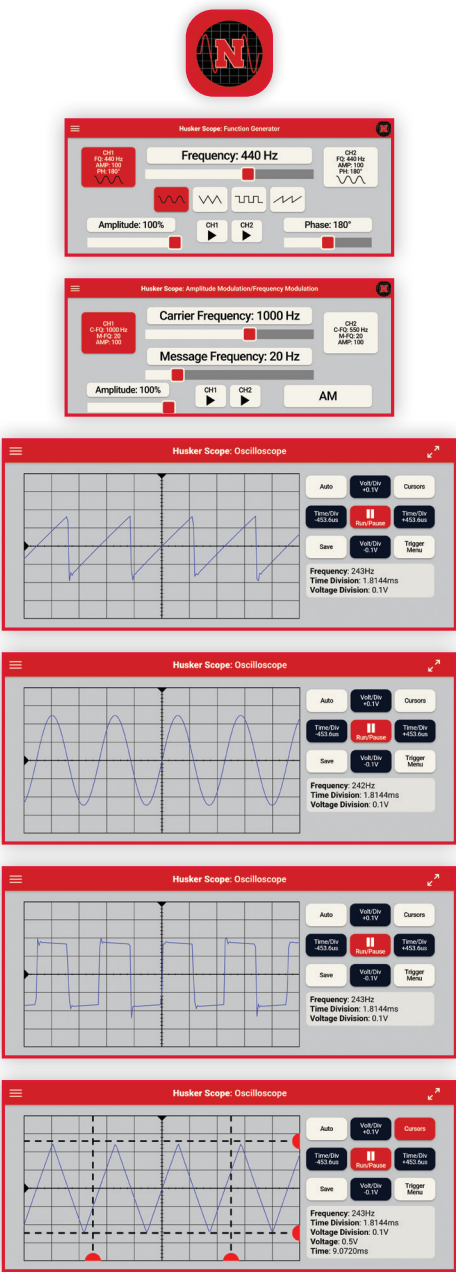 N
Husker Scope: Function Generator
N
CH1
FQ: 440 Hz
AMP: 100
PH: 180°
Frequency: 440 Hz
CH2
FQ: 440 Hz
AMP: 100
PH: 180°
Amplitude: 100%
CH1
CH2
Phase: 180°
Husker Scope: Amplitude Modulation/Frequency Modulation
N
CH1
C-FQ: 1000 Hz
M-FQ: 20
AMP: 100
Carrier Frequency: 1000 Hz
CH2
C-FQ: 550 Hz
M-FQ: 20
AMP: 100
Message Frequency: 20 Hz
Amplitude: 100%
CH1
CH2
AM
Husker Scope: Oscilloscope
Auto
Volt/Div
+0.1V
Cursors
Time/Div
-453.6us
Run/Pause
Time/Div
+453.6us
Save
Volt/Div
-0.1V
Trigger
Menu
Frequency: 243Hz
Time Division: 1.8144ms
Voltage Division: 0.1V
Husker Scope: Oscilloscope
Auto
Volt/Div
+0.1V
Cursors
Time/Div
-453.6us
Run/Pause
Time/Div
+453.6us
Save
Volt/Div
-0.1V
Trigger
Menu
Frequency: 242Hz
Time Division: 1.8144ms
Voltage Division: 0.1V
Husker Scope: Oscilloscope
Auto
Volt/Div
+0.1V
Cursors
Time/Div
-453.6us
Run/Pause
Time/Div
+453.6us
Save
Volt/Div
-0.1V
Trigger
Menu
Frequency: 243Hz
Time Division: 1.8144ms
Voltage Division: 0.1V
Husker Scope: Oscilloscope
Auto
Volt/Div
+0.1V
Cursors
Time/Div
-453.6us
Run/Pause
Time/Div
+453.6us
Save
Volt/Div
-0.1V
Trigger
Menu
Frequency: 243Hz
Time Division: 1.8144ms
Voltage Division: 0.1V
Voltage: 0.5V
Time: 9.0720ms